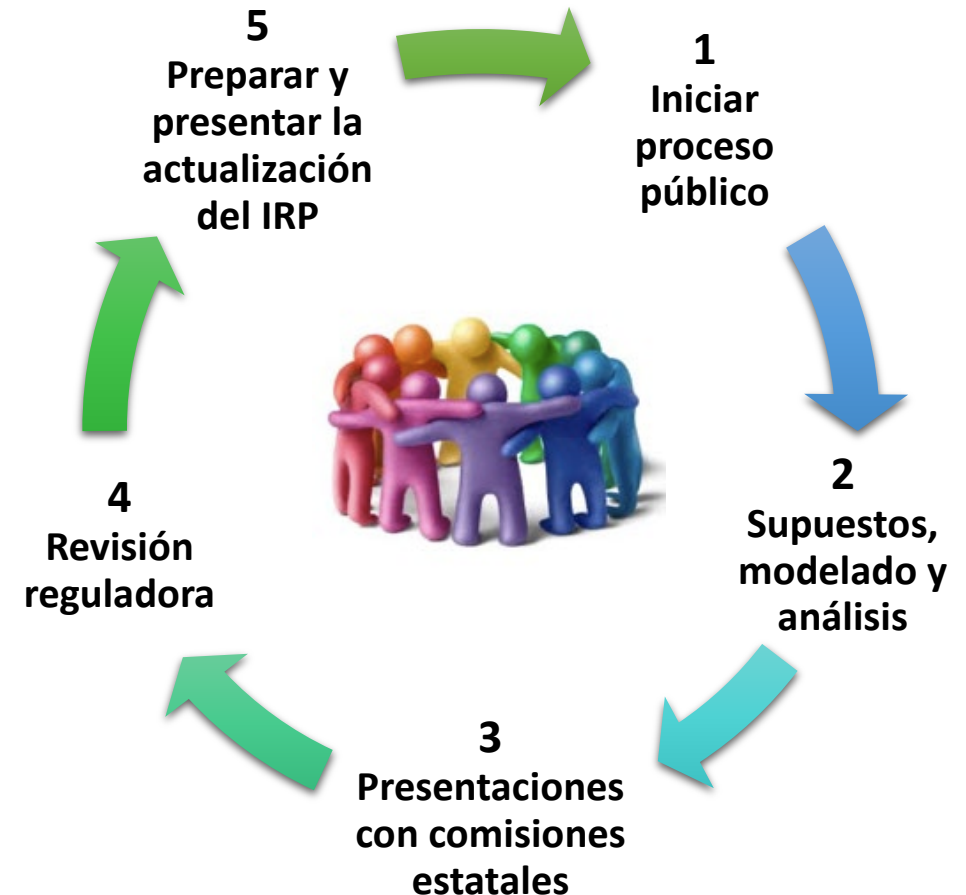 1
Iniciar
proceso
público
2
Supuestos,
modelado y
análisis
3
Presentaciones
con comisiones
estatales
4
Revisión
reguladora
5
Preparar y
presentar la
actualización
del IRP